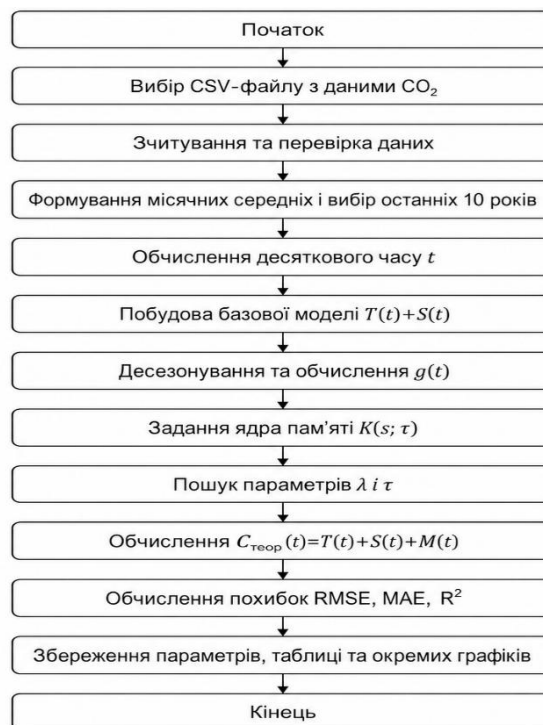 Початок
Вибір CSV-файлу з даними CO₂
Зчитування та перевірка даних
Формування місячних середніх і вибір останніх 10 років
Обчислення десяткового часу t
Побудова базової моделі T(t)+S(t)
Десезонування та обчислення g(t)
Задання ядра пам'яті K(s; τ)
Пошук параметрів λ і τ
Обчислення Cтеор(t)=T(t)+S(t)+M(t)
Обчислення похибок RMSE, MAE, R²
Збереження параметрів, таблиці та окремих графіків
Кінець